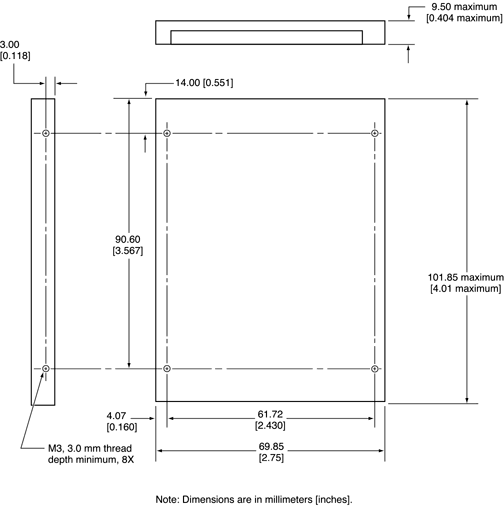 9.50 maximum
[0.404 maximum]
3.00
[0.118]
14.00 [0.551]
90.60
[3.567]
101.85 maximum
[4.01 maximum]
4.07
[0.160]
61.72
[2.430]
M3, 3.0 mm thread
depth minimum, 8X
69.85
[2.75]
Note: Dimensions are in millimeters [inches].